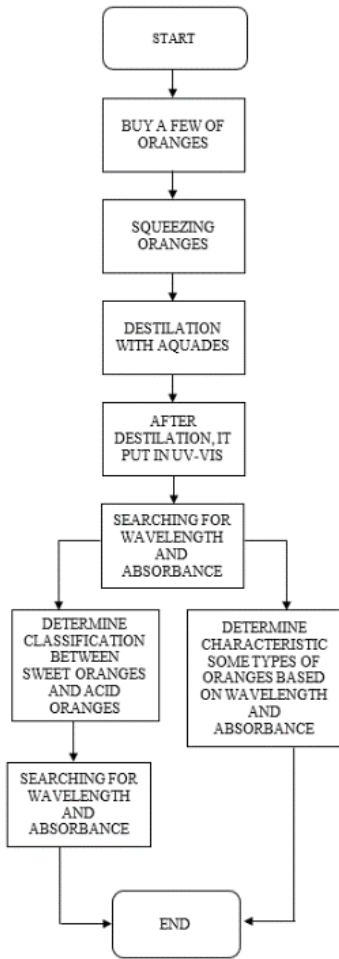 START
BUY A FEW OF
ORANGES
SQUEEZING
ORANGES
DESTILATION
WITH AQUADES
AFTER
DESTILATION, IT
PUT IN UV-VIS
SEARCHING FOR
WAVELENGTH
AND
ABSORBANCE
DETERMINE
CLASSIFICATION
BETWEEN
SWEET ORANGES
AND ACID
ORANGES
DETERMINE
CHARACTERISTIC
SOME TYPES OF
ORANGES BASED
ON WAVELENGTH
AND
ABSORBANCE
SEARCHING FOR
WAVELENGTH
AND
ABSORBANCE
END